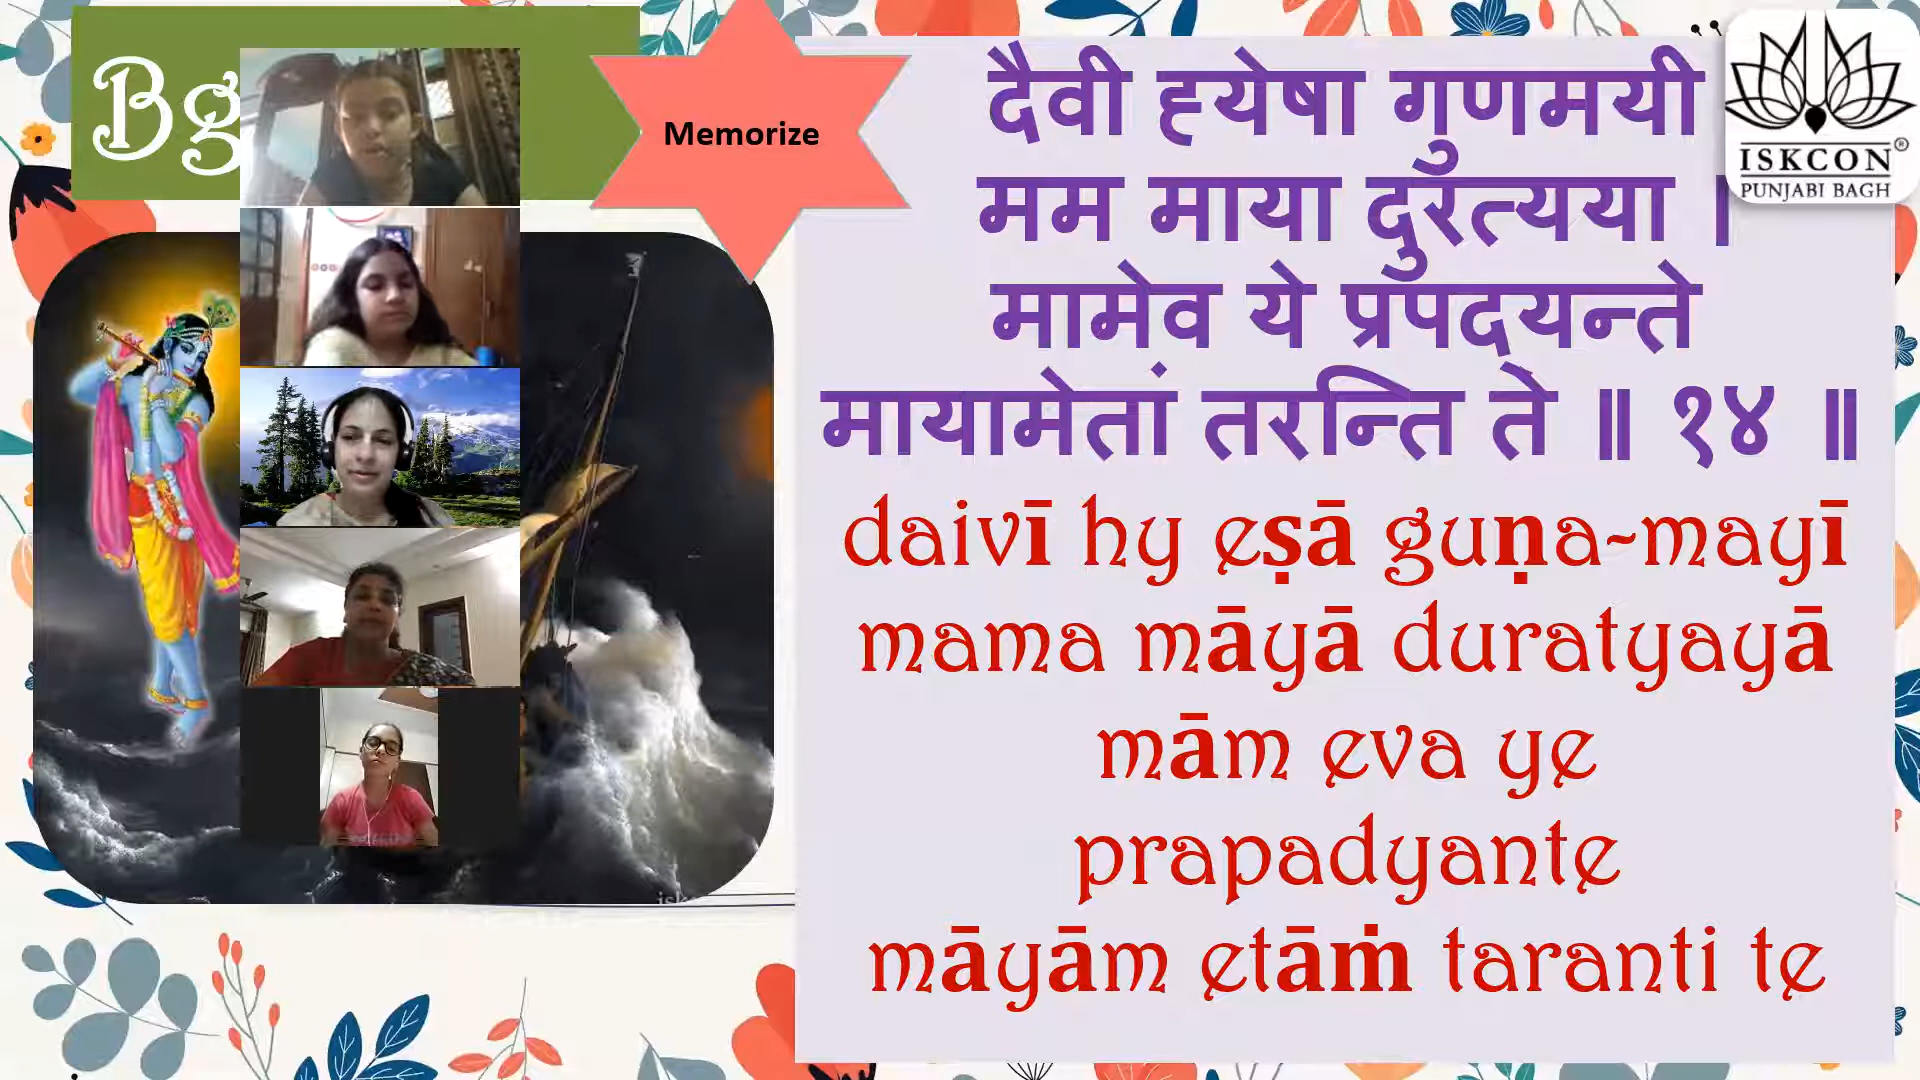 Bg
Memorize
दैवी ह्येषा गुणमयी
मम माया दुरत्यया ।
मामेव ये प्रपद्यन्ते
मायामेतां तरन्ति ते ॥ १४ ॥
daivī hy eṣā guṇa-mayī
mama māyā duratyayā
mām eva ye
prapadyante
māyām etāṁ taranti te
ISKCON®
PUNJABI BAGH